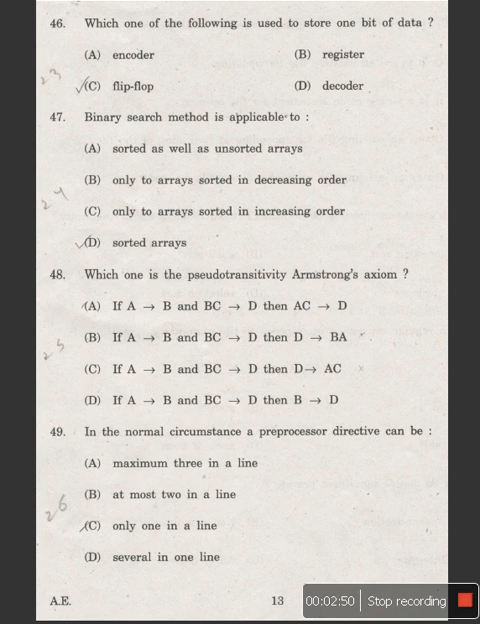 46. Which one of the following is used to store one bit of data ?
(A) encoder (B) register
23
(C) flip-flop (D) decoder
47. Binary search method is applicable to :
(A) sorted as well as unsorted arrays
(B) only to arrays sorted in decreasing order
24
(C) only to arrays sorted in increasing order
(D) sorted arrays
48. Which one is the pseudotransitivity Armstrong's axiom ?
(A) If A → B and BC → D then AC → D
(B) If A → B and BC → D then D → BA
25
(C) If A → B and BC → D then D→ AC
(D) If A → B and BC → D then B → D
49. In the normal circumstance a preprocessor directive can be :
(A) maximum three in a line
(B) at most two in a line
26
(C) only one in a line
(D) several in one line
A.E. 13
00:02:50 Stop recording